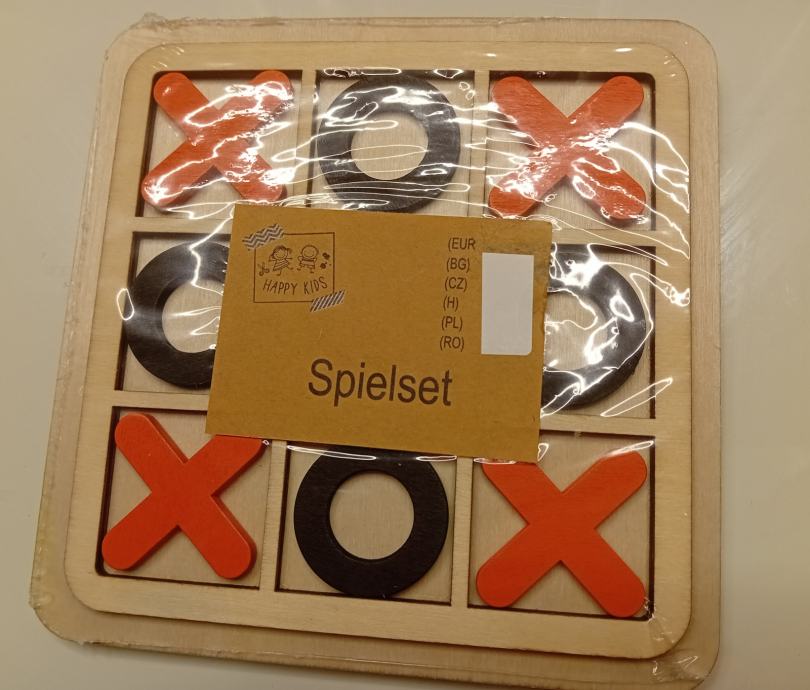 HAPPY KIDS
(EUR
(BG)
(CZ)
(H)
(PL)
(RO)
Spielset